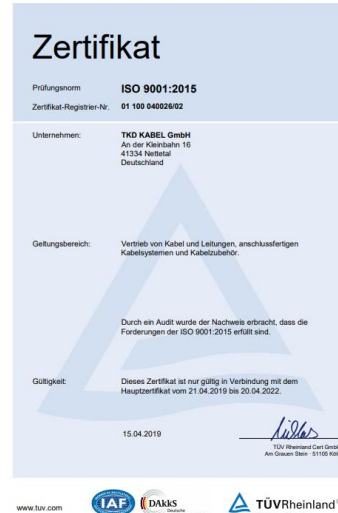 Zertifikat
Prüfungsnorm ISO 9001:2015
Zertifikat-Registrier-Nr. 01 100 040026/02
Unternehmen: TKD KABEL GmbH
An der Kleinbahn 16
41334 Nettetal
Deutschland
Geltungsbereich: Vertrieb von Kabel und Leitungen, anschlussfertigen
Kabelsystemen und Kabelzubehör.
Durch ein Audit wurde der Nachweis erbracht, dass die
Forderungen der ISO 9001:2015 erfüllt sind.
Gültigkeit: Dieses Zertifikat ist nur gültig in Verbindung mit dem
Hauptzertifikat vom 21.04.2019 bis 20.04.2022.
15.04.2019
TÜV Rheinland Cert GmbH
Am Grauen Stein · 51105 Köln
www.tuv.com
IAF
DAkkS
Deutsche
TÜVRheinland®